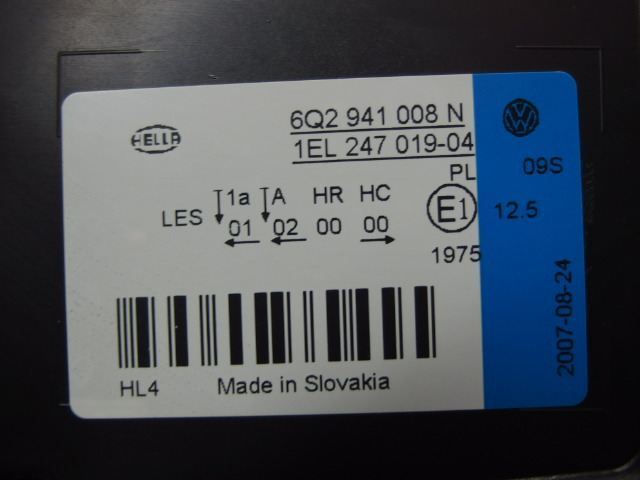 HELLA
6Q2 941 008 N
1EL 247 019-04
PL
09S
LES 1a A HR HC
01 02 00 00
E1
12.5
1975
2007-08-24
HL4
Made in Slovakia